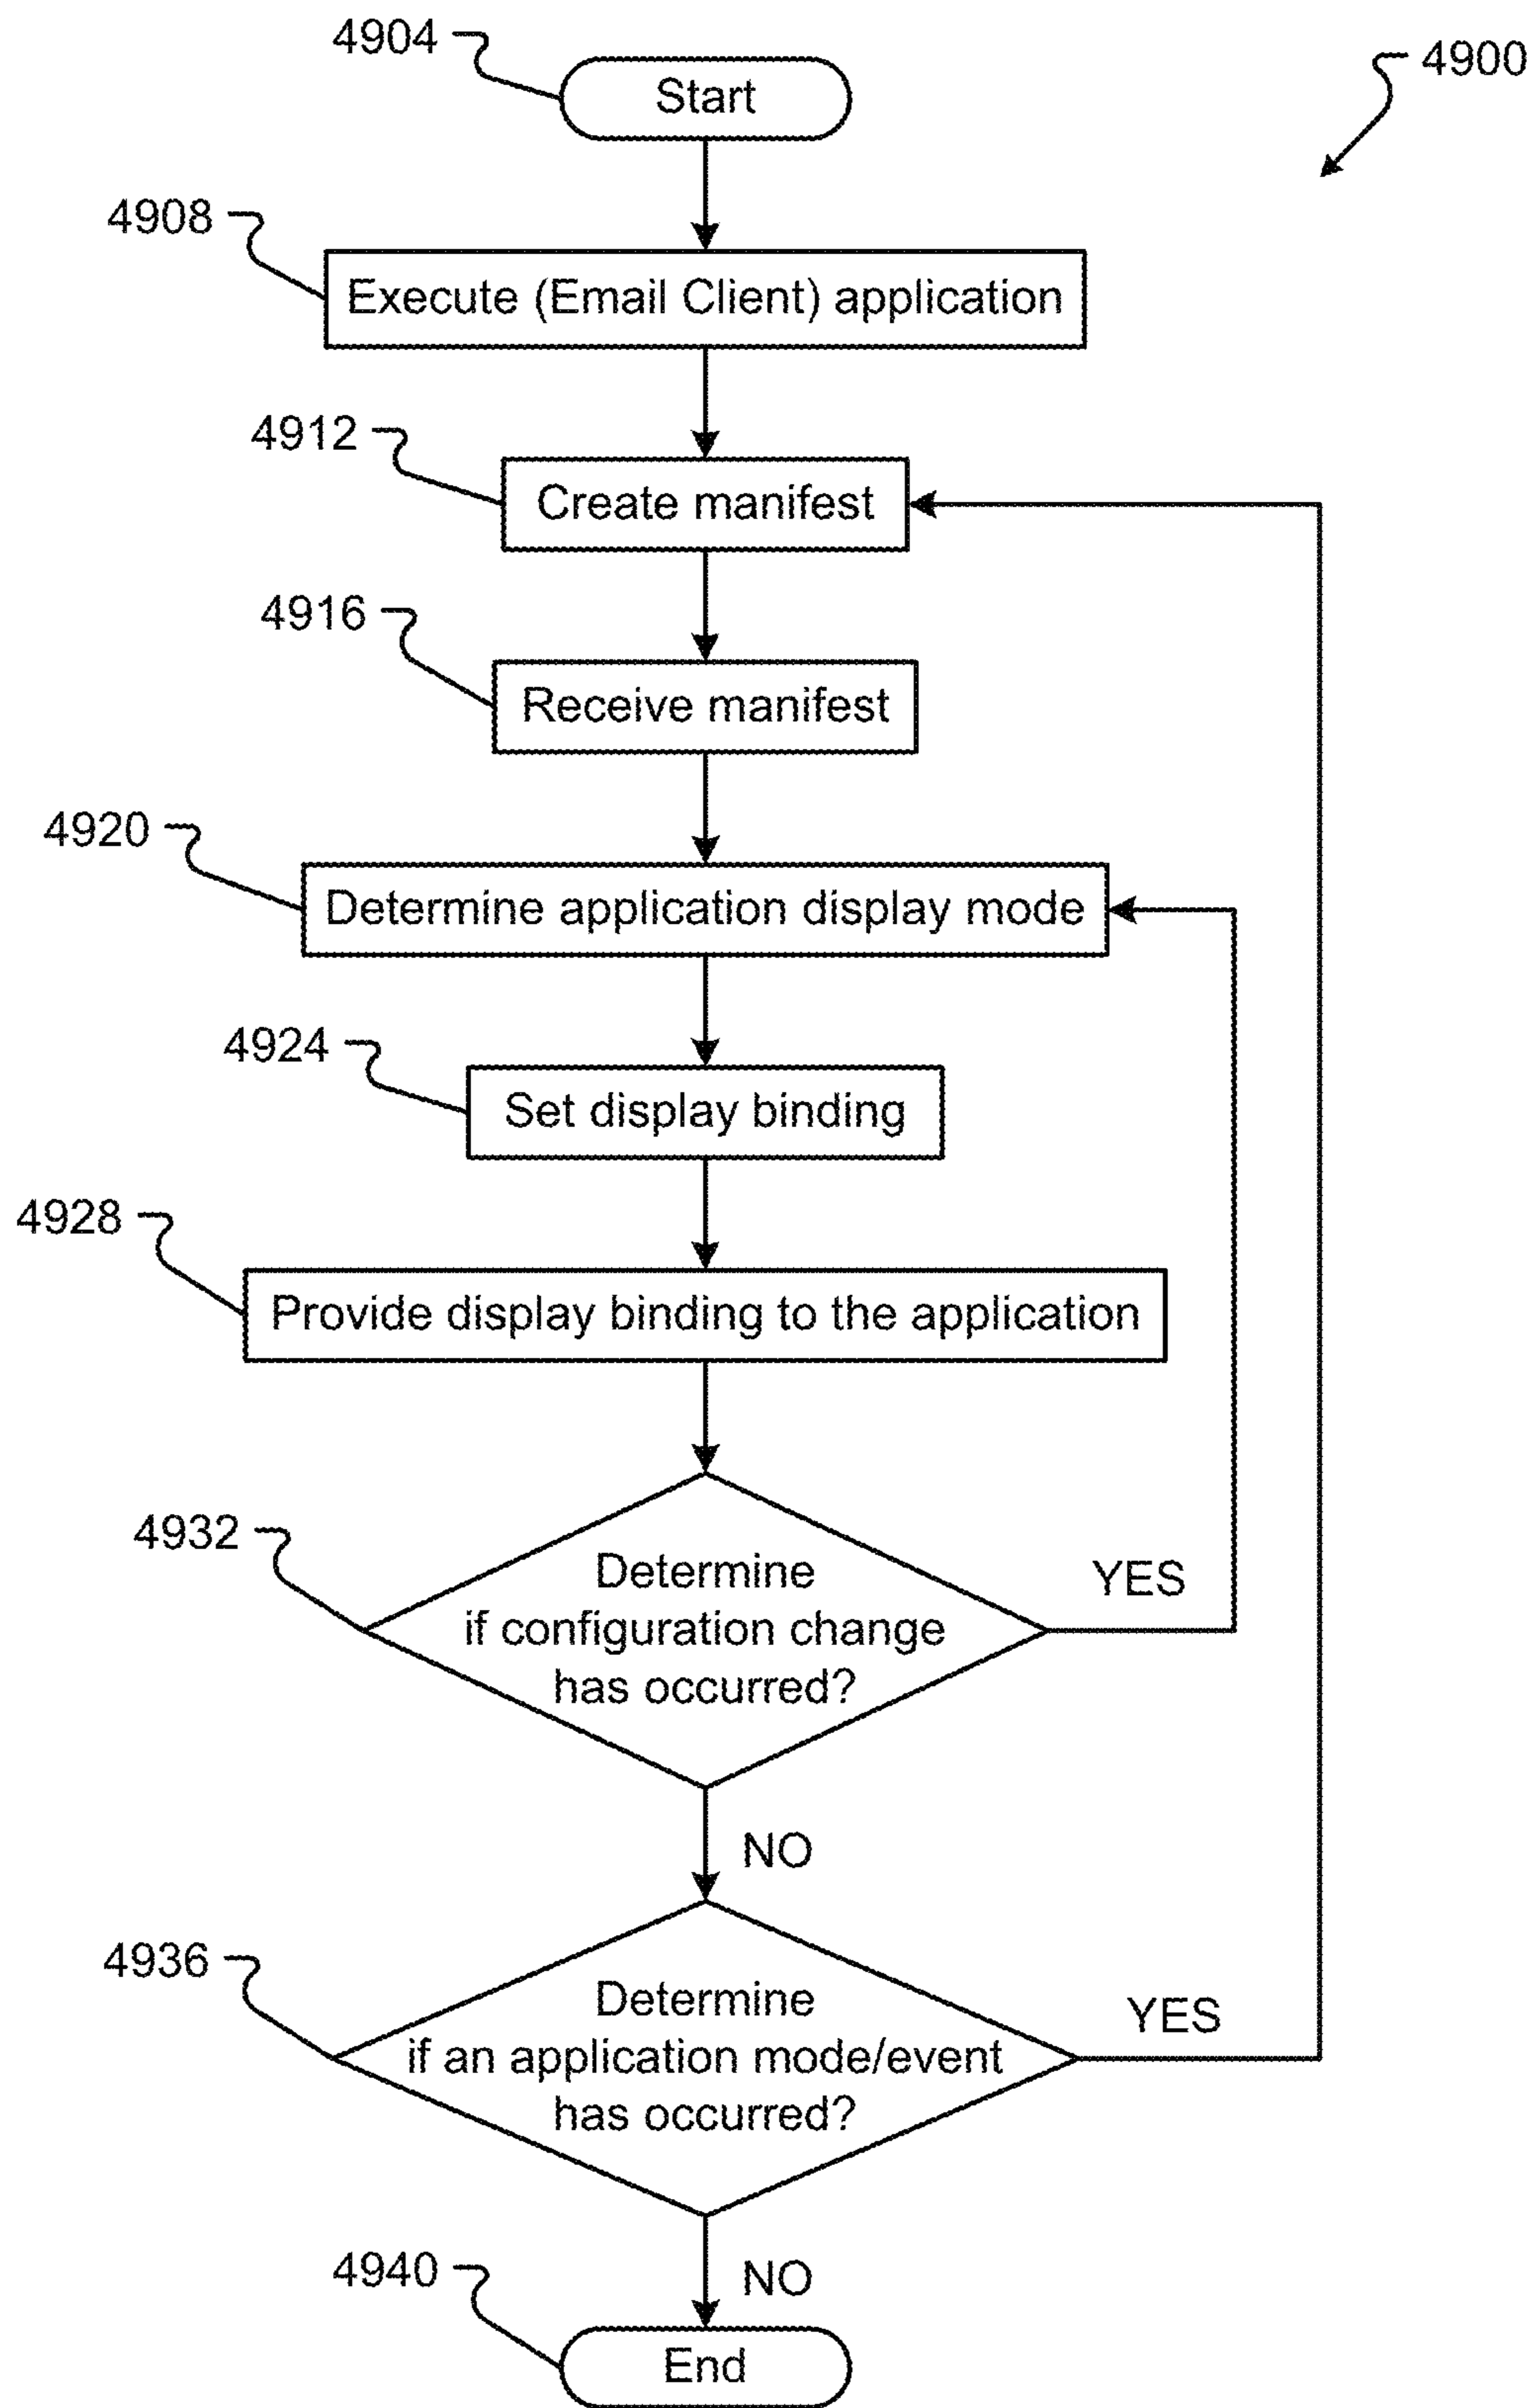 4900
4904
Start
4908
Execute (Email Client) application
4912
Create manifest
4916
Receive manifest
4920
Determine application display mode
4924
Set display binding
4928
Provide display binding to the application
4932
Determine
if configuration change
has occurred?
YES
NO
4936
Determine
if an application mode/event
has occurred?
YES
NO
4940
End